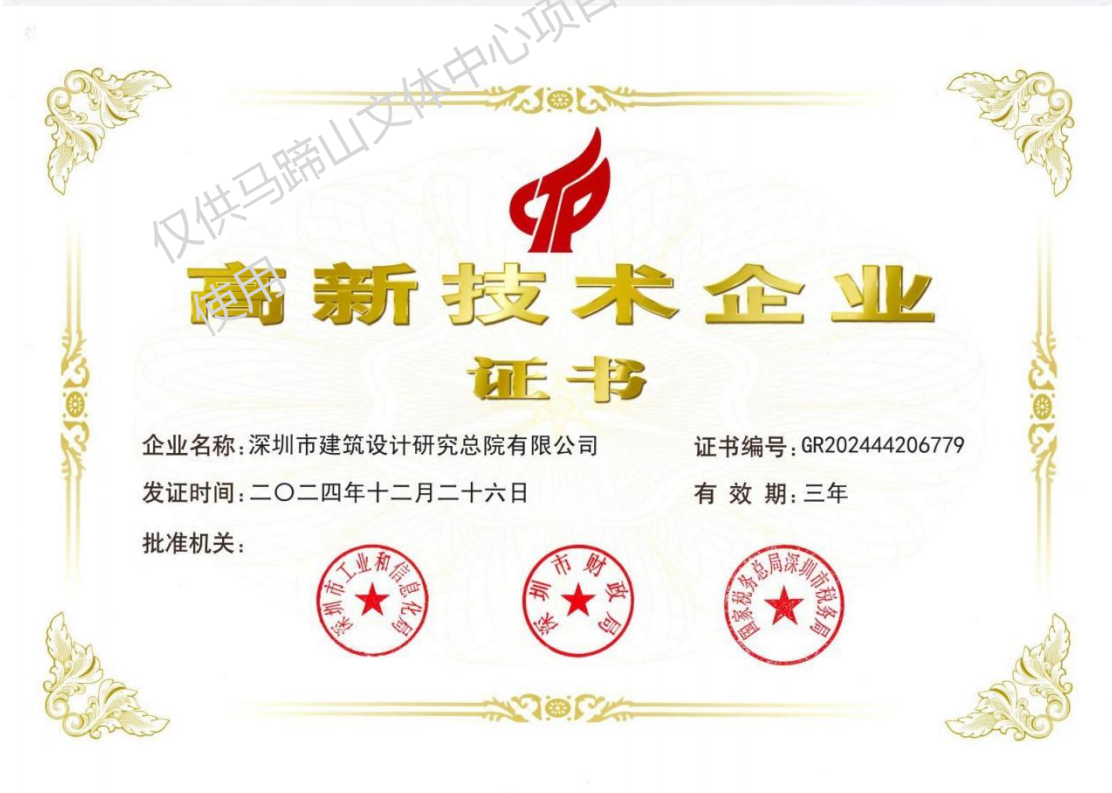 仅供马蹄山文体中心项目
使用
高新技术企业
证书
企业名称:深圳市建筑设计研究总院有限公司
证书编号:GR202444206779
发证时间:二〇二四年十二月二十六日
有效期:三年
批准机关:
深圳市工业和信息化局
深圳市财政局
国家税务总局深圳市税务局